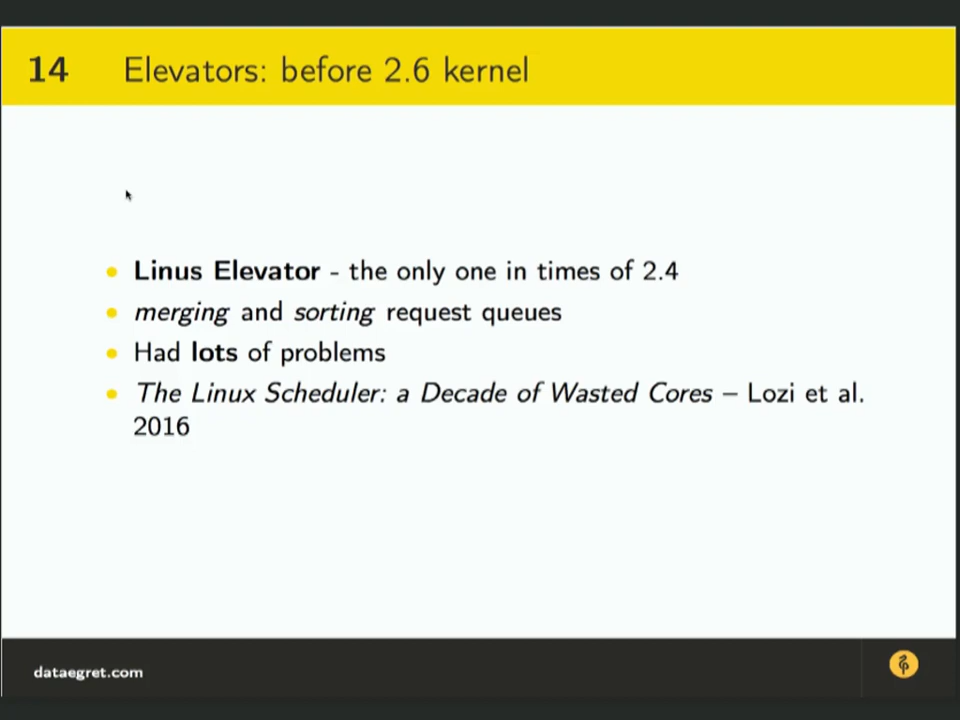 14 Elevators: before 2.6 kernel
Linus Elevator - the only one in times of 2.4
merging and sorting request queues
Had lots of problems
The Linux Scheduler: a Decade of Wasted Cores – Lozi et al.
2016
dataegret.com